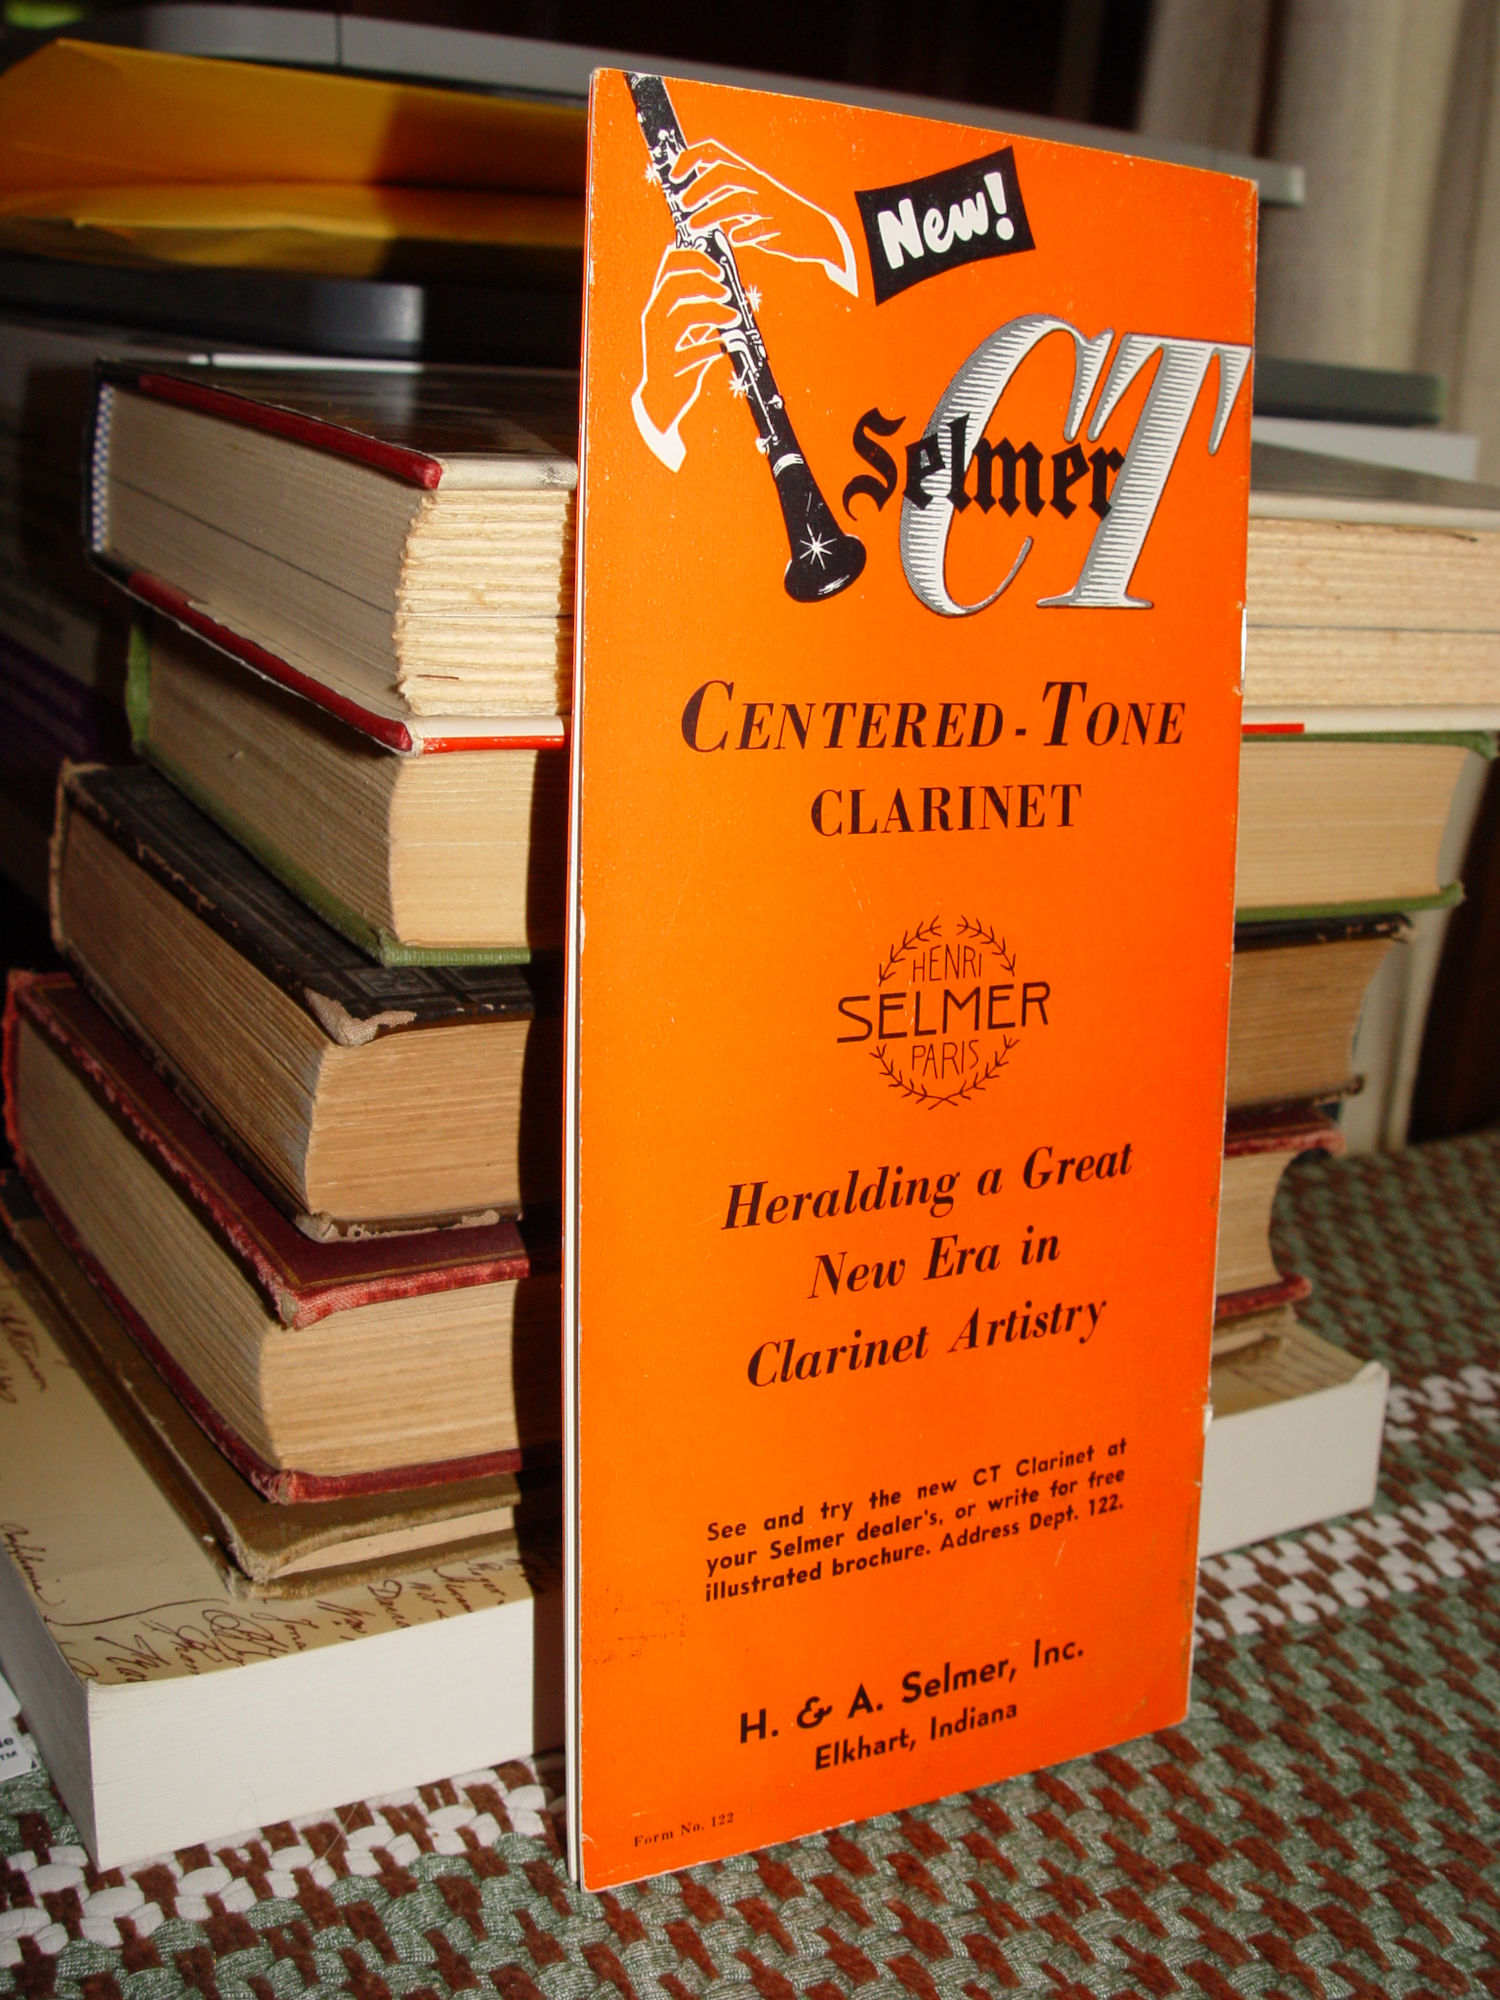 New!
CT
Selmer
CENTERED-TONE
CLARINET
HENRI
SELMER
PARIS
Heralding a Great
New Era in
Clarinet Artistry
See and try the new CT Clarinet at
your Selmer dealer's, or write for free
illustrated brochure. Address Dept. 122.
H. & A. Selmer, Inc.
Elkhart, Indiana
Form No. 122